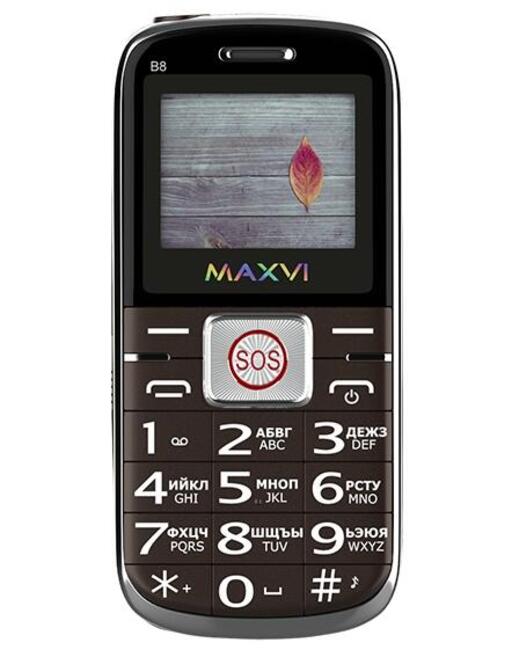 B8
MAXVI
SOS
1
2 АБВГ ABC
3 ДЕЖЗ DEF
4 ИЙКЛ GHI
5 МНОП JKL
6 РСТУ MNO
7 ФХЦЧ PQRS
8 ШЩЪЫ TUV
9 ЬЭЮЯ WXYZ
* +
0
#